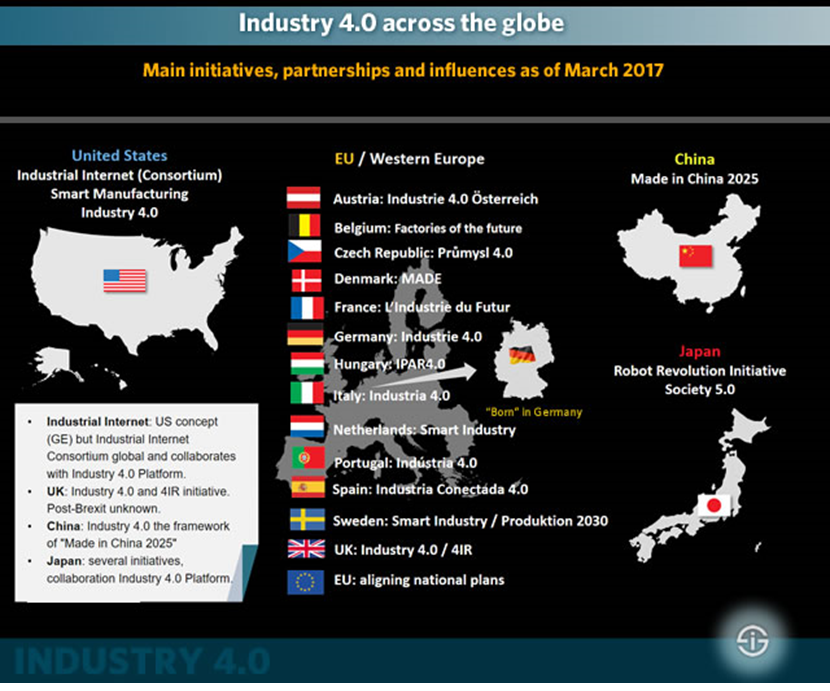 Industry 4.0 across the globe
Main initiatives, partnerships and influences as of March 2017
United States
Industrial Internet (Consortium)
Smart Manufacturing
Industry 4.0
• Industrial Internet: US concept
(GE) but Industrial Internet
Consortium global and collaborates
with Industry 4.0 Platform.
• UK: Industry 4.0 and 4IR initiative.
Post-Brexit unknown.
• China: Industry 4.0 the framework
of "Made in China 2025"
• Japan: several initiatives,
collaboration Industry 4.0 Platform.
EU / Western Europe
Austria: Industrie 4.0 Österreich
Belgium: Factories of the future
Czech Republic: Průmysl 4.0
Denmark: MADE
France: L'Industrie du Futur
Germany: Industrie 4.0
Hungary: IPAR4.0
Italy: Industria 4.0
Netherlands: Smart Industry
Portugal: Indústria 4.0
Spain: Industria Conectada 4.0
Sweden: Smart Industry / Produktion 2030
UK: Industry 4.0 / 4IR
EU: aligning national plans
"Born" in Germany
China
Made in China 2025
Japan
Robot Revolution Initiative
Society 5.0
INDUSTRY 4.0